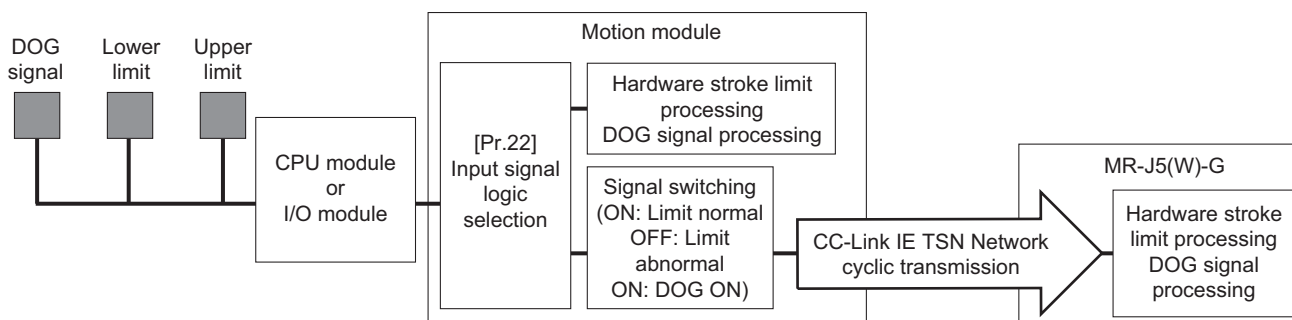 DOG
signal
Lower
limit
Upper
limit
CPU module
or
I/O module
Motion module
[Pr.22]
Input signal
logic
selection
Hardware stroke limit
processing
DOG signal processing
Signal switching
(ON: Limit normal
OFF: Limit
abnormal
ON: DOG ON)
CC-Link IE TSN Network
cyclic transmission
MR-J5(W)-G
Hardware stroke
limit processing
DOG signal
processing